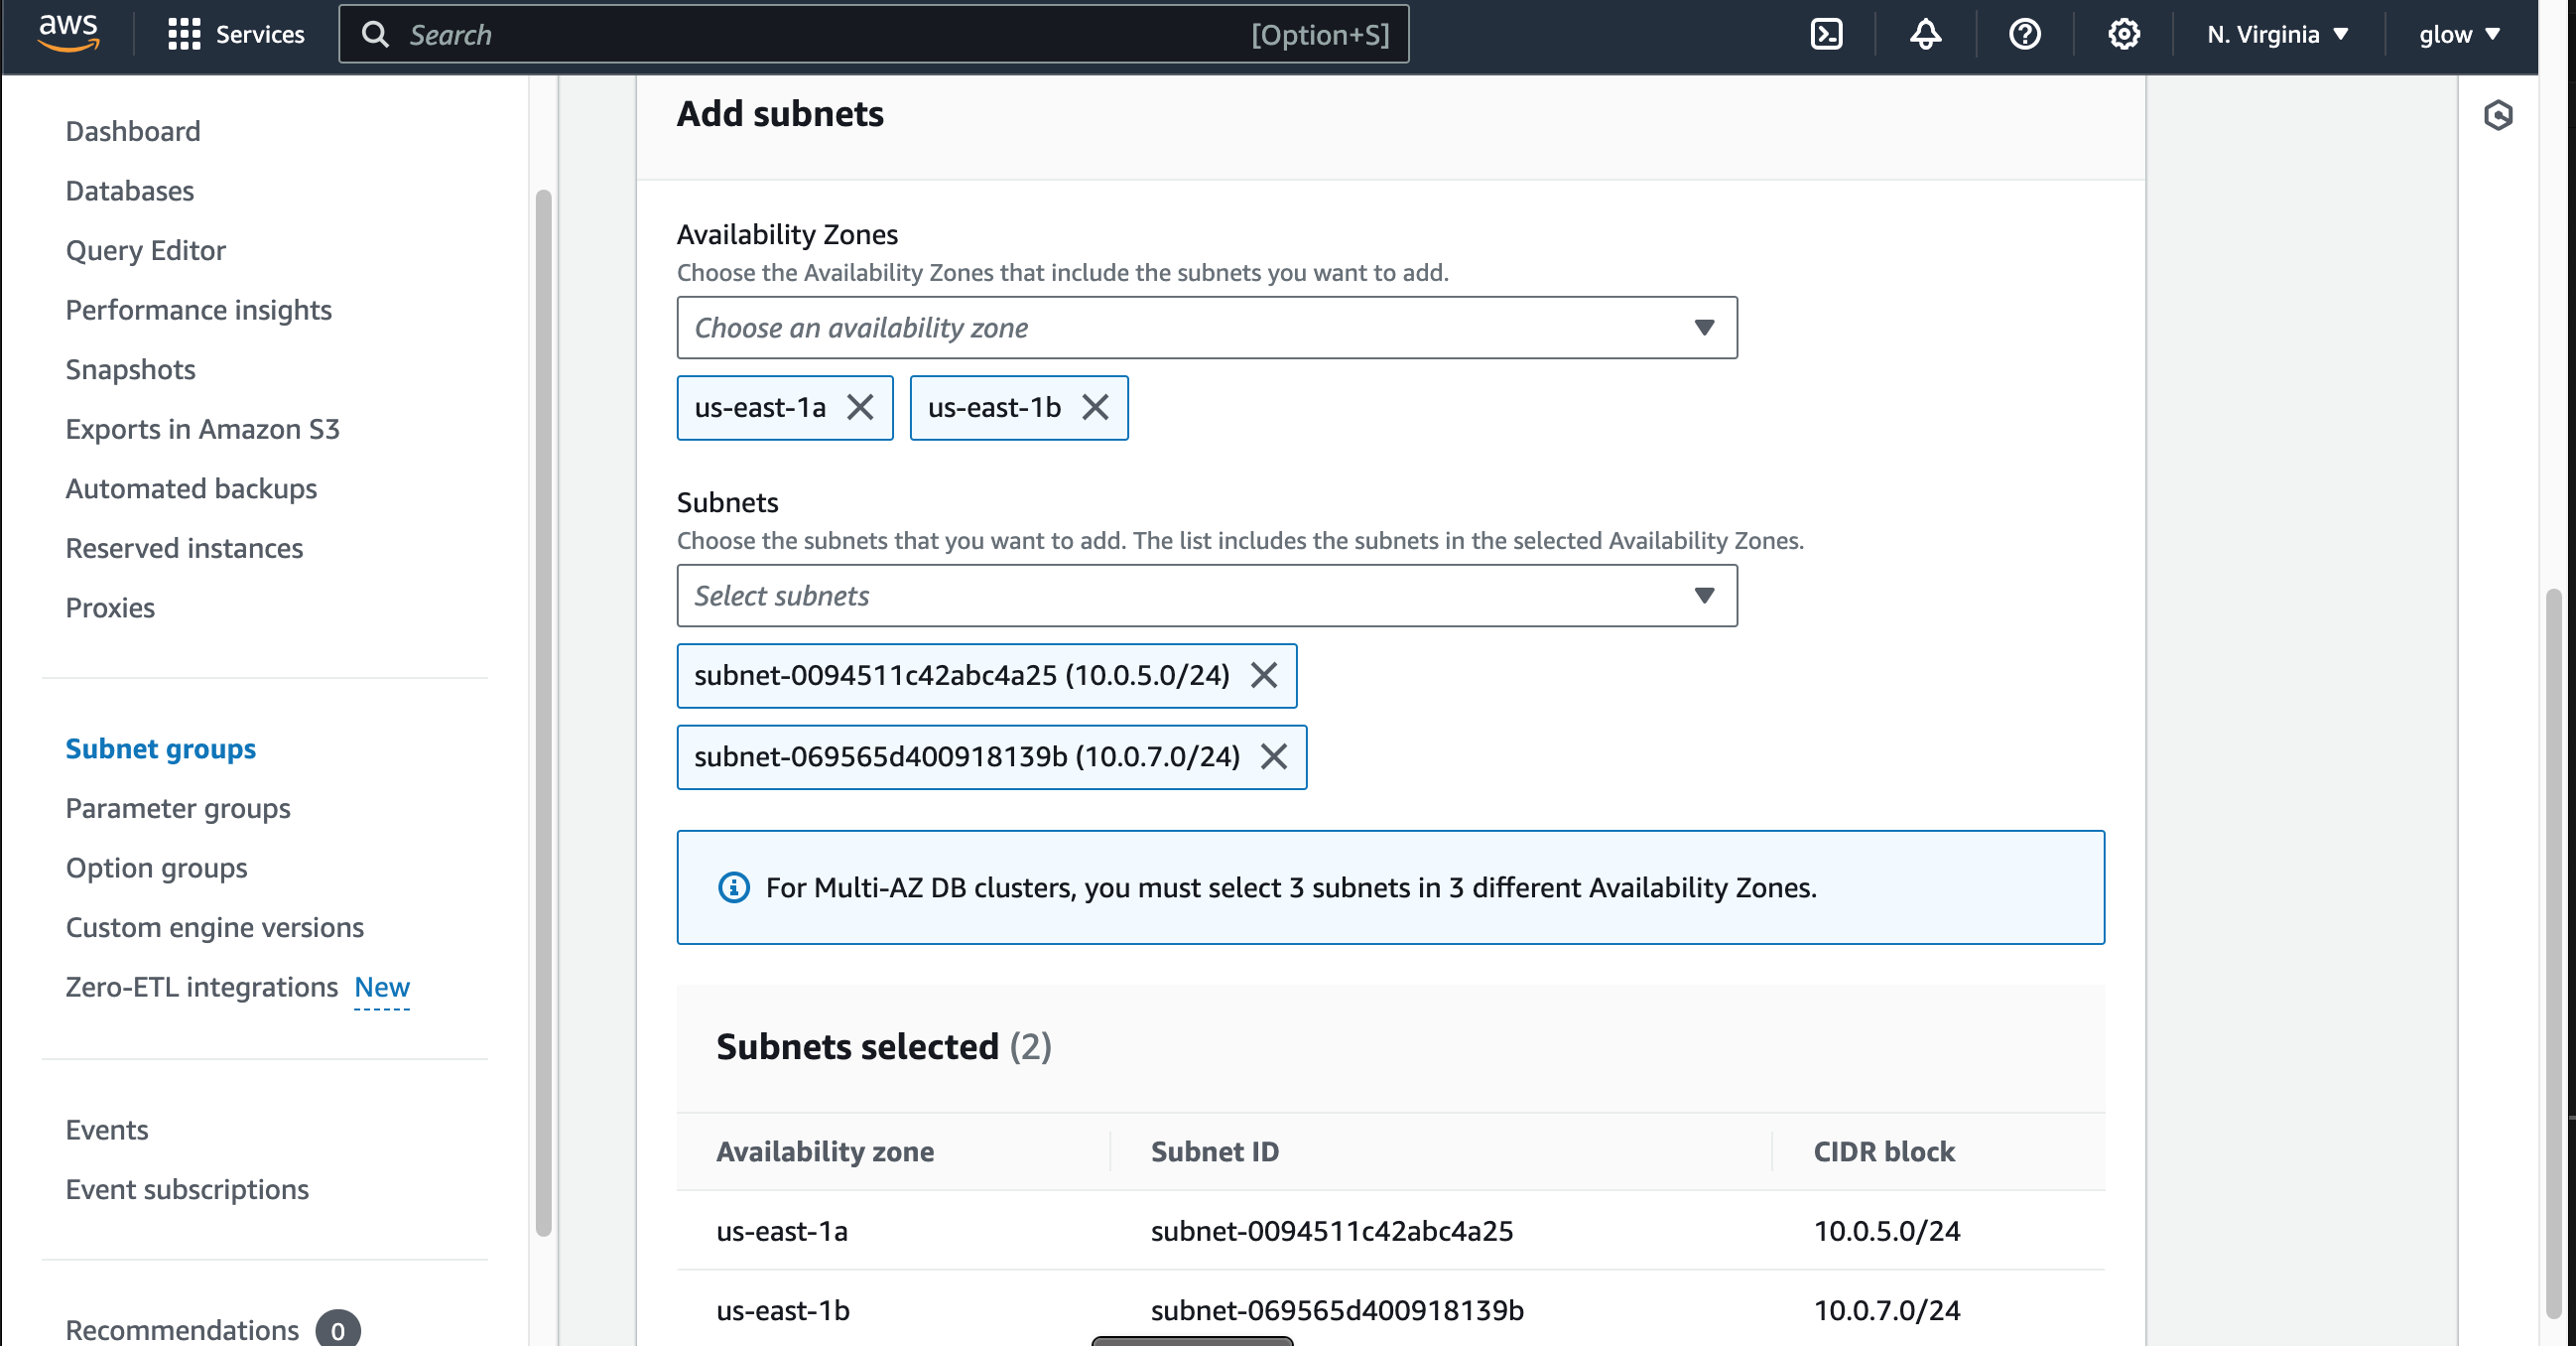 aws
Services
Search
[Option+S]
N. Virginia
glow
Dashboard
Databases
Query Editor
Performance insights
Snapshots
Exports in Amazon S3
Automated backups
Reserved instances
Proxies
Subnet groups
Parameter groups
Option groups
Custom engine versions
Zero-ETL integrations New
Events
Event subscriptions
Recommendations 0
Add subnets
Availability Zones
Choose the Availability Zones that include the subnets you want to add.
Choose an availability zone
us-east-1a
us-east-1b
Subnets
Choose the subnets that you want to add. The list includes the subnets in the selected Availability Zones.
Select subnets
subnet-0094511c42abc4a25 (10.0.5.0/24)
subnet-069565d400918139b (10.0.7.0/24)
For Multi-AZ DB clusters, you must select 3 subnets in 3 different Availability Zones.
Subnets selected (2)
Availability zone Subnet ID CIDR block
us-east-1a subnet-0094511c42abc4a25 10.0.5.0/24
us-east-1b subnet-069565d400918139b 10.0.7.0/24